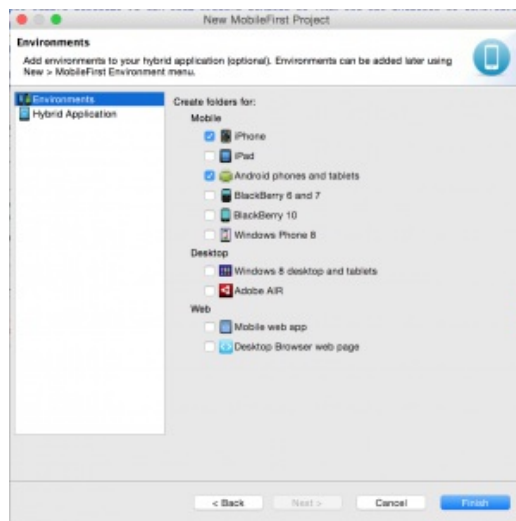 New MobileFirst Project
Environments
Add environments to your hybrid application (optional). Environments can be added later using
New > MobileFirst Environment menu.
Environments
Hybrid Application
Create folders for:
Mobile
iPhone
iPad
Android phones and tablets
BlackBerry 6 and 7
BlackBerry 10
Windows Phone 8
Desktop
Windows 8 desktop and tablets
Adobe AIR
Web
Mobile web app
Desktop Browser web page
< Back Next > Cancel Finish